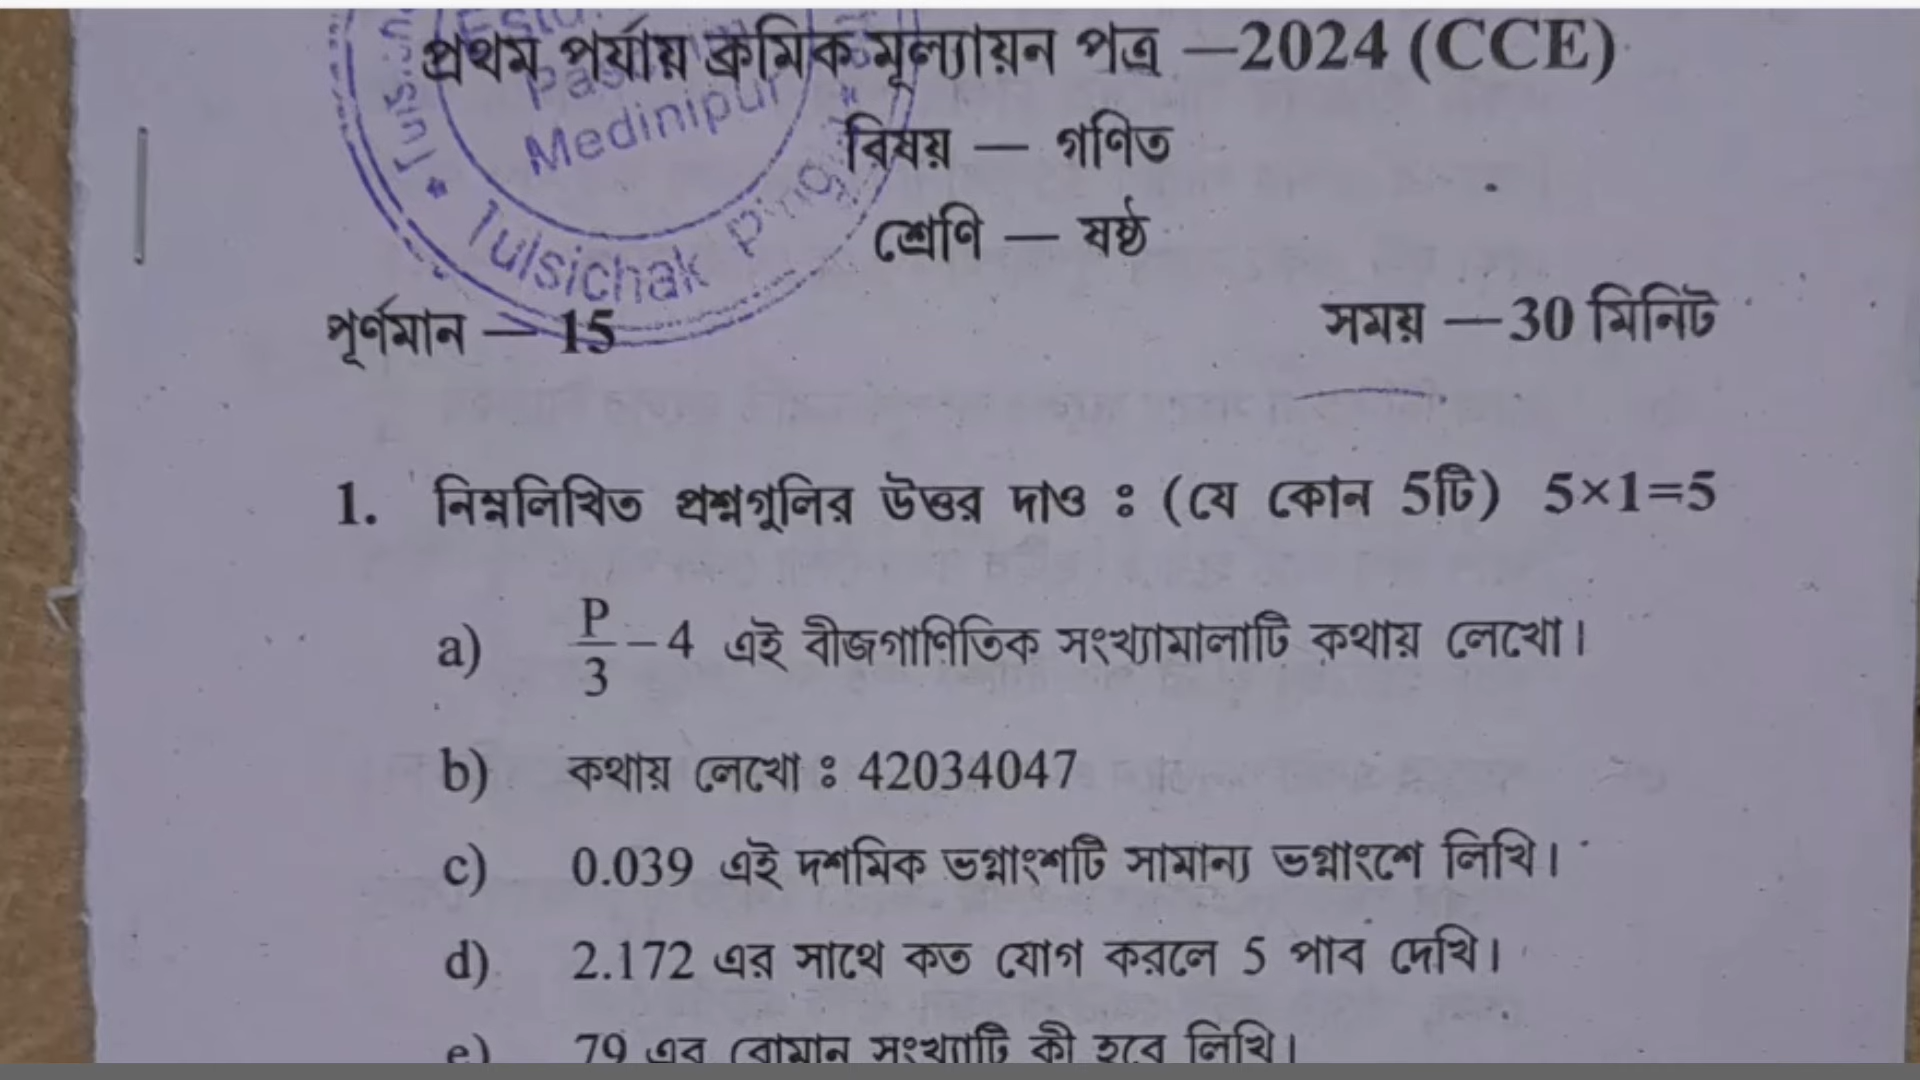 প্রথম পর্যায় ক্রমিক মূল্যায়ন পত্র —2024 (CCE)
Medinipur
বিষয় — গণিত
শ্রেণি — ষষ্ঠ
Tulsichak
পূর্ণমান — 15 সময় —30 মিনিট
1. নিম্নলিখিত প্রশ্নগুলির উত্তর দাও ঃ (যে কোন 5টি) 5×1=5
a) P/3 – 4 এই বীজগাণিতিক সংখ্যামালাটি কথায় লেখো।
b) কথায় লেখো ঃ 42034047
c) 0.039 এই দশমিক ভগ্নাংশটি সামান্য ভগ্নাংশে লিখি।
d) 2.172 এর সাথে কত যোগ করলে 5 পাব দেখি।
e) 79 এর রোমান সংখ্যাটি কী হবে লিখি।